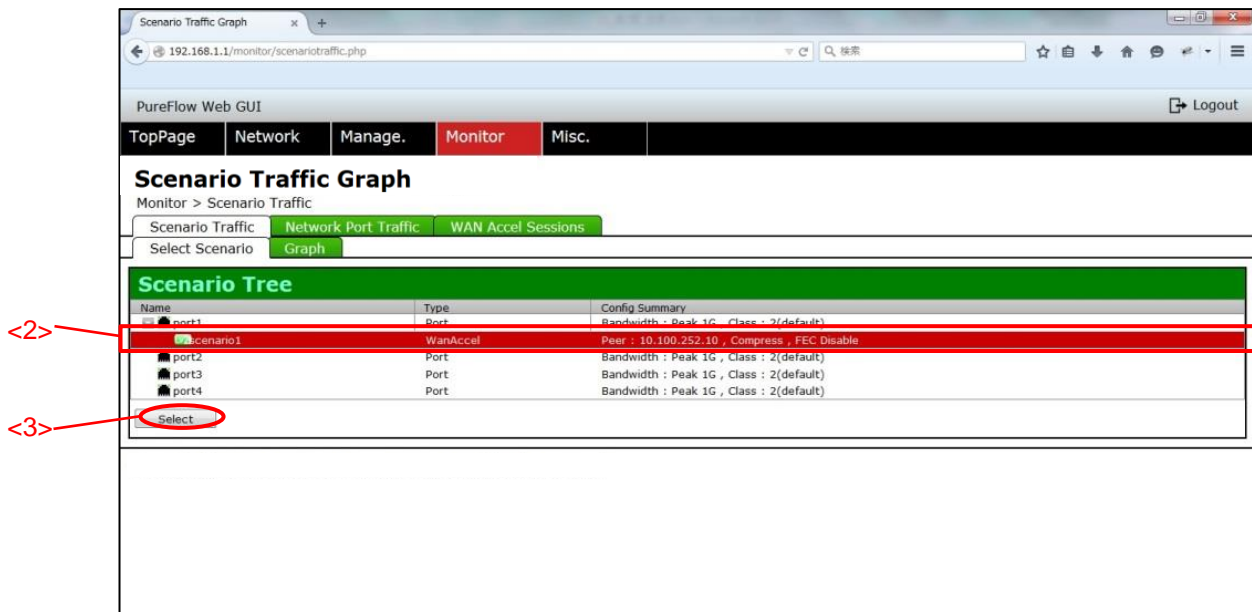 Scenario Traffic Graph
192.168.1.1/monitor/scenariotraffic.php 検索
PureFlow Web GUI Logout
TopPage Network Manage. Monitor Misc.
Scenario Traffic Graph
Monitor > Scenario Traffic
Scenario Traffic Network Port Traffic WAN Accel Sessions
Select Scenario Graph
Scenario Tree
Name Type Config Summary
port1 Port Bandwidth : Peak 1G , Class : 2(default)
<2> scenario1 WanAccel Peer : 10.100.252.10 , Compress , FEC Disable
port2 Port Bandwidth : Peak 1G , Class : 2(default)
port3 Port Bandwidth : Peak 1G , Class : 2(default)
port4 Port Bandwidth : Peak 1G , Class : 2(default)
<3> Select